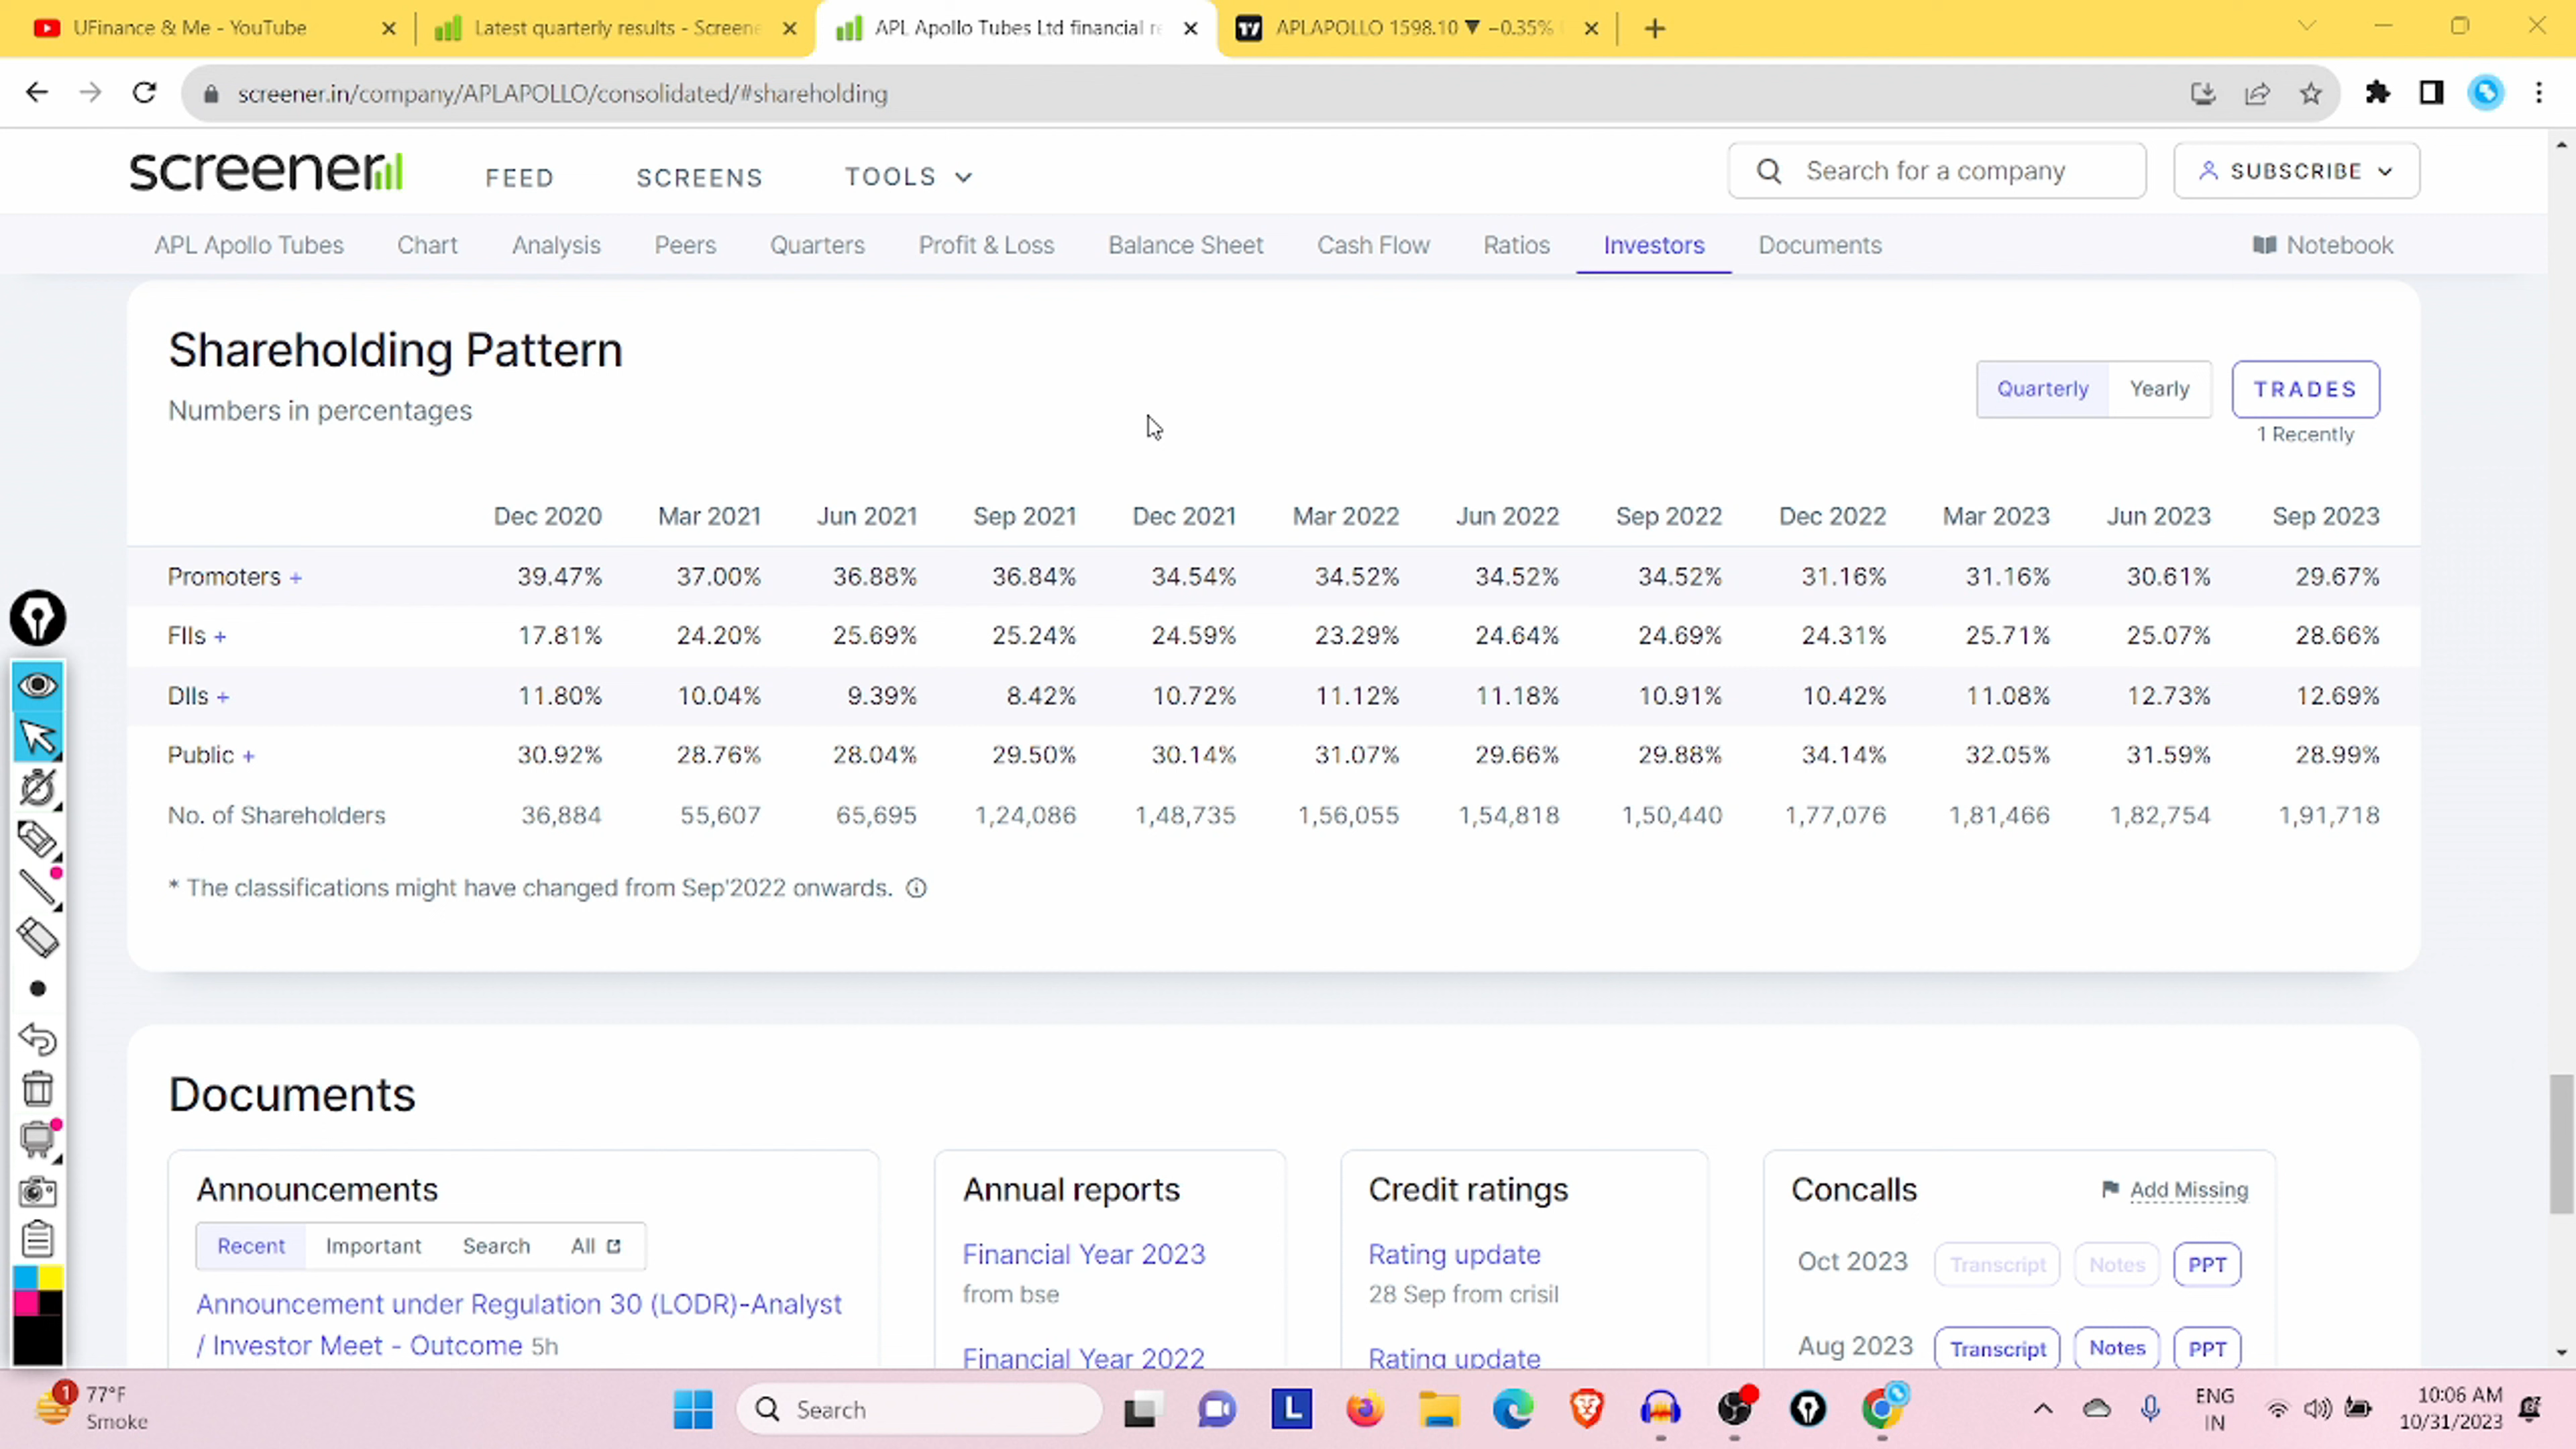 UFinance & Me - YouTube
Latest quarterly results - Screene
APL Apollo Tubes Ltd financial re
APLAPOLLO 1598.10 ▼ −0.35%
screener.in/company/APLAPOLLO/consolidated/#shareholding
screener
FEED
SCREENS
TOOLS
Search for a company
SUBSCRIBE
APL Apollo Tubes
Chart
Analysis
Peers
Quarters
Profit & Loss
Balance Sheet
Cash Flow
Ratios
Investors
Documents
Notebook
Shareholding Pattern
Numbers in percentages
Quarterly
Yearly
TRADES
1 Recently
Dec 2020 Mar 2021 Jun 2021 Sep 2021 Dec 2021 Mar 2022 Jun 2022 Sep 2022 Dec 2022 Mar 2023 Jun 2023 Sep 2023
Promoters + 39.47% 37.00% 36.88% 36.84% 34.54% 34.52% 34.52% 34.52% 31.16% 31.16% 30.61% 29.67%
FIIs + 17.81% 24.20% 25.69% 25.24% 24.59% 23.29% 24.64% 24.69% 24.31% 25.71% 25.07% 28.66%
DIIs + 11.80% 10.04% 9.39% 8.42% 10.72% 11.12% 11.18% 10.91% 10.42% 11.08% 12.73% 12.69%
Public + 30.92% 28.76% 28.04% 29.50% 30.14% 31.07% 29.66% 29.88% 34.14% 32.05% 31.59% 28.99%
No. of Shareholders 36,884 55,607 65,695 1,24,086 1,48,735 1,56,055 1,54,818 1,50,440 1,77,076 1,81,466 1,82,754 1,91,718
* The classifications might have changed from Sep'2022 onwards.
Documents
Announcements
Recent
Important
Search
All
Announcement under Regulation 30 (LODR)-Analyst
/ Investor Meet - Outcome 5h
Annual reports
Financial Year 2023
from bse
Financial Year 2022
Credit ratings
Rating update
28 Sep from crisil
Rating update
Concalls
Add Missing
Oct 2023 Transcript Notes PPT
Aug 2023 Transcript Notes PPT
1
77°F
Smoke
Search
L
ENG
IN
10:06 AM
10/31/2023